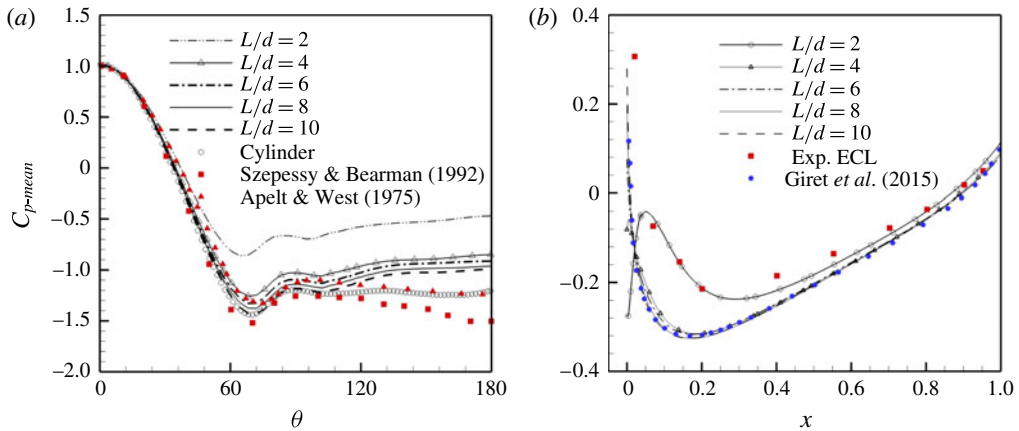 (a)
L/d = 2
L/d = 4
L/d = 6
L/d = 8
L/d = 10
Cylinder
Szepessy & Bearman (1992)
Apelt & West (1975)
1.5
1.0
0.5
0
–0.5
–1.0
–1.5
–2.0
Cp-mean
0
60
120
180
θ
(b)
L/d = 2
L/d = 4
L/d = 6
L/d = 8
L/d = 10
Exp. ECL
Giret et al. (2015)
0.4
0.2
0
–0.2
–0.4
0
0.2
0.4
0.6
0.8
1.0
x